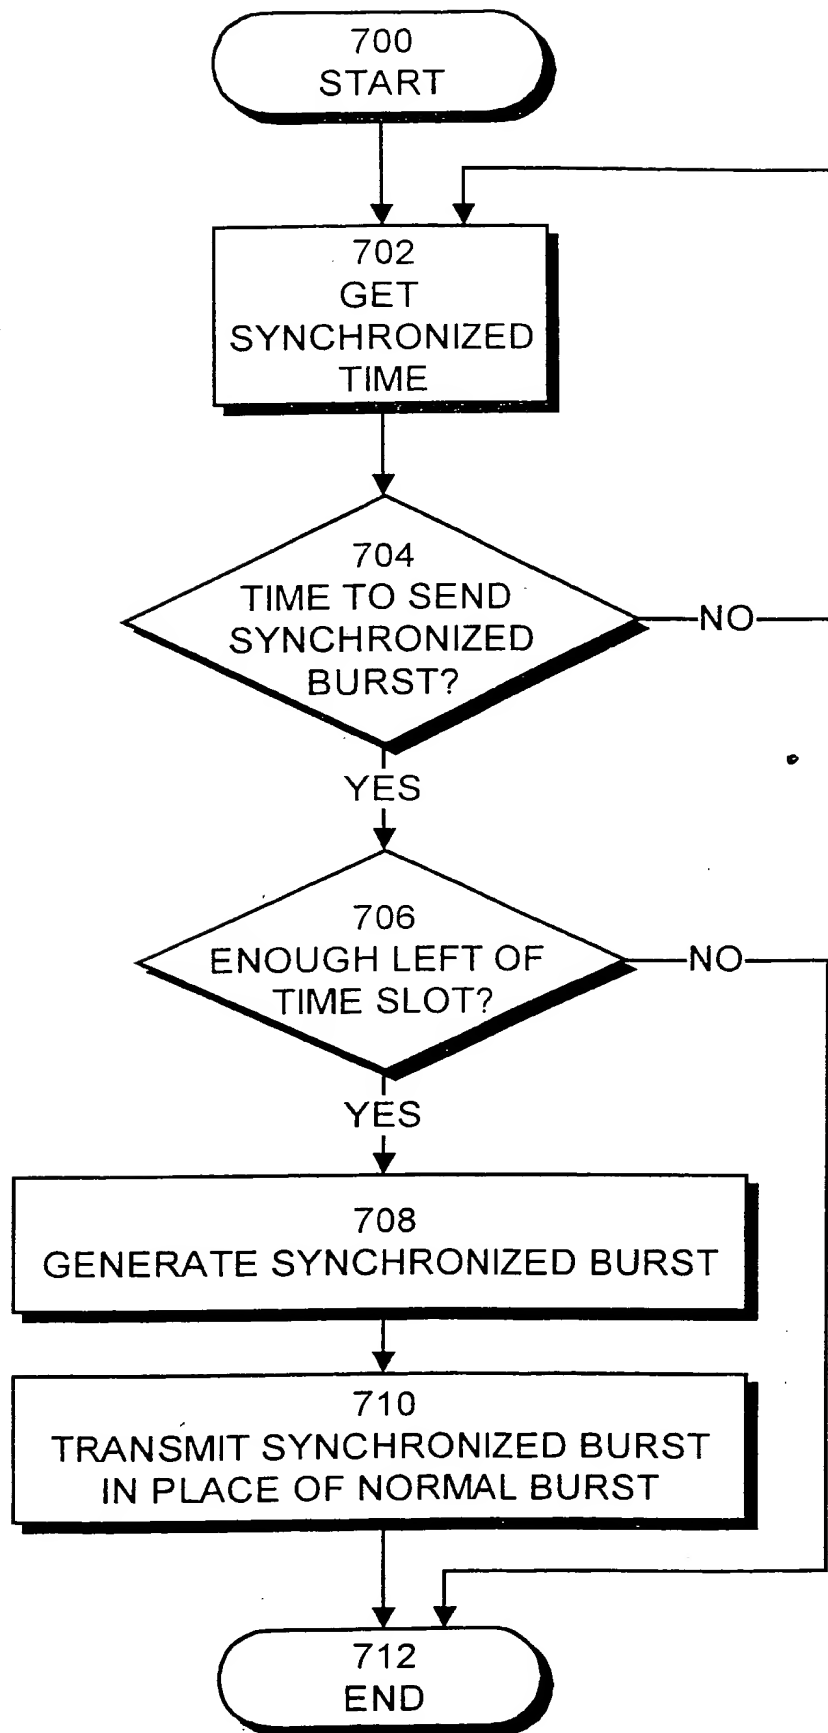 700
START
702
GET
SYNCHRONIZED
TIME
704
TIME TO SEND
SYNCHRONIZED
BURST?
NO
YES
706
ENOUGH LEFT OF
TIME SLOT?
NO
YES
708
GENERATE SYNCHRONIZED BURST
710
TRANSMIT SYNCHRONIZED BURST
IN PLACE OF NORMAL BURST
712
END